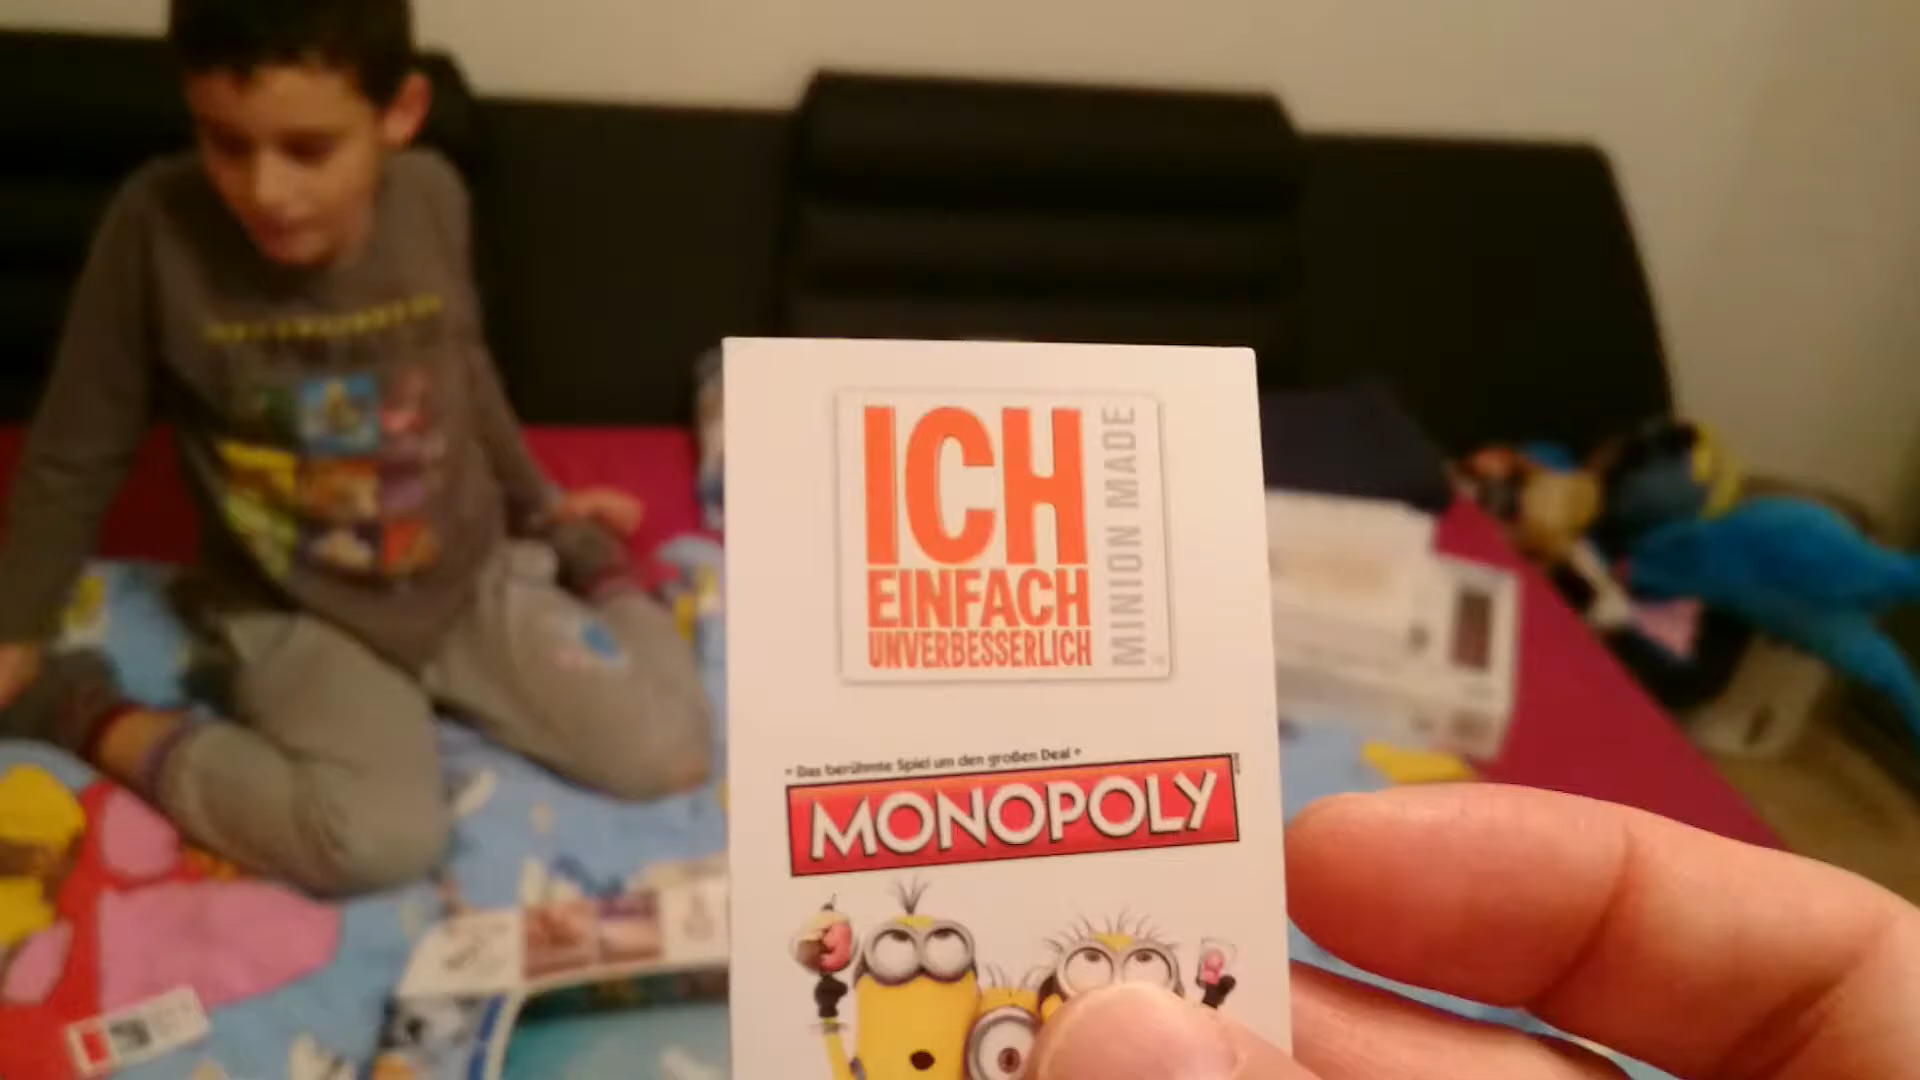 ICH
EINFACH
UNVERBESSERLICH
MINION MADE
Das berühmte Spiel um den großen Deal
MONOPOLY